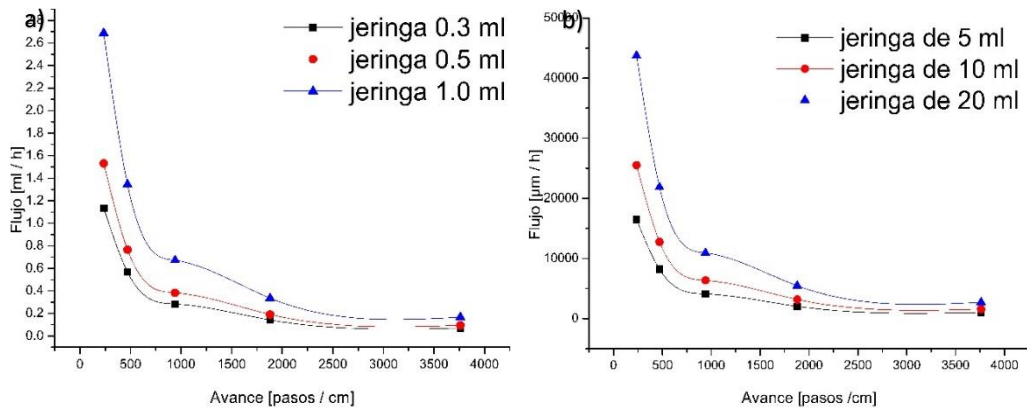 a)
jeringa 0.3 ml
jeringa 0.5 ml
jeringa 1.0 ml
2.6
2.4
2.2
2.0
1.8
1.6
1.4
1.2
1.0
0.8
0.6
0.4
0.2
0.0
Flujo [ml / h]
0 500 1000 1500 2000 2500 3000 3500 4000
Avance [pasos / cm]
b)
jeringa de 5 ml
jeringa de 10 ml
jeringa de 20 ml
50000
40000
30000
20000
10000
0
Flujo [µm / h]
0 500 1000 1500 2000 2500 3000 3500 4000
Avance [pasos /cm]